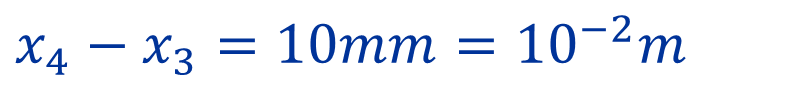 x₄ − x₃ = 10mm = 10⁻²m